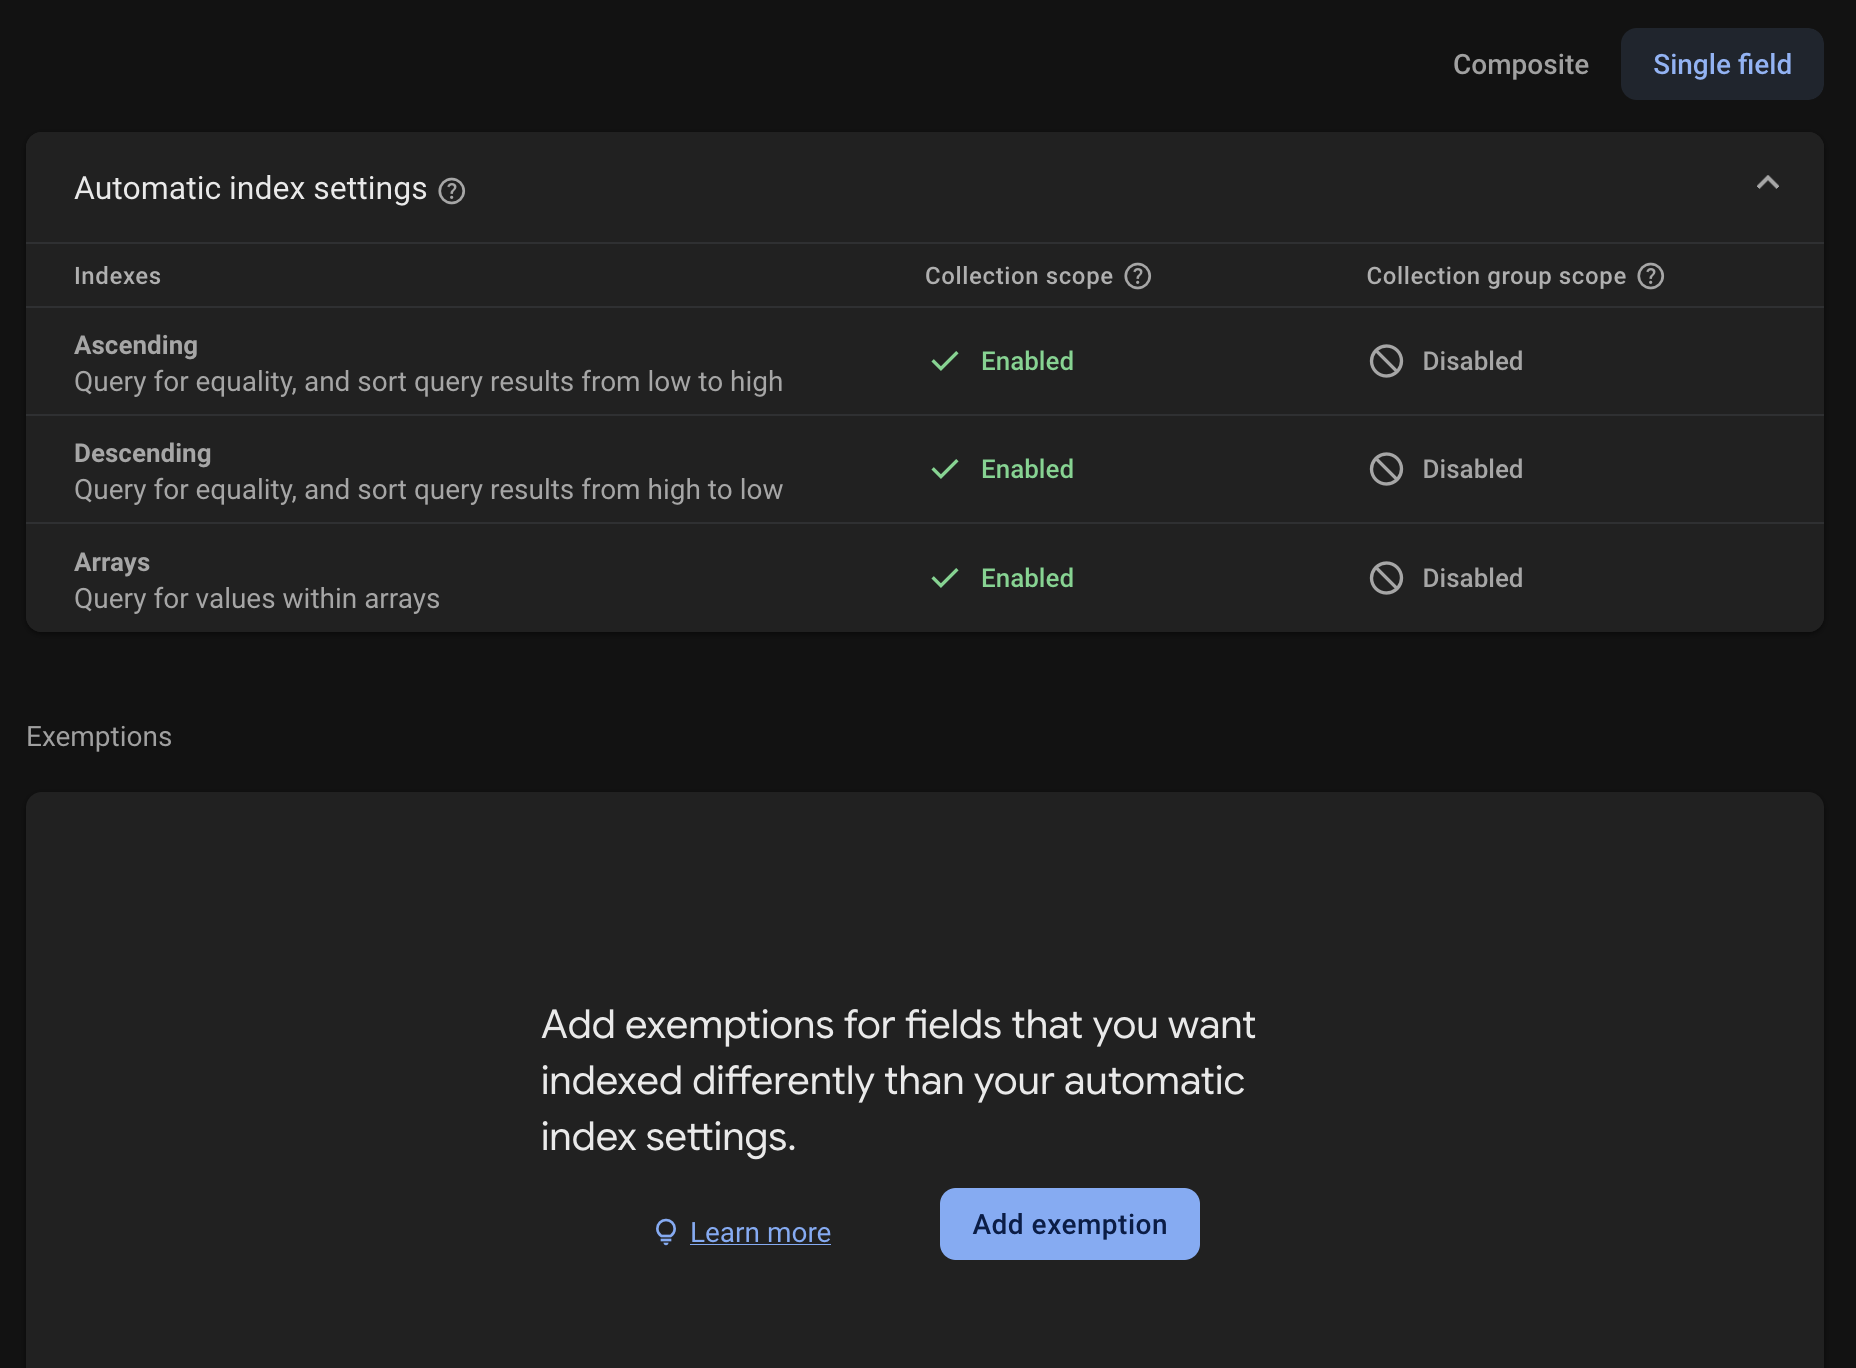 Composite
Single field
Automatic index settings
Indexes
Collection scope
Collection group scope
Ascending
Query for equality, and sort query results from low to high
Enabled
Disabled
Descending
Query for equality, and sort query results from high to low
Enabled
Disabled
Arrays
Query for values within arrays
Enabled
Disabled
Exemptions
Add exemptions for fields that you want
indexed differently than your automatic
index settings.
Learn more
Add exemption